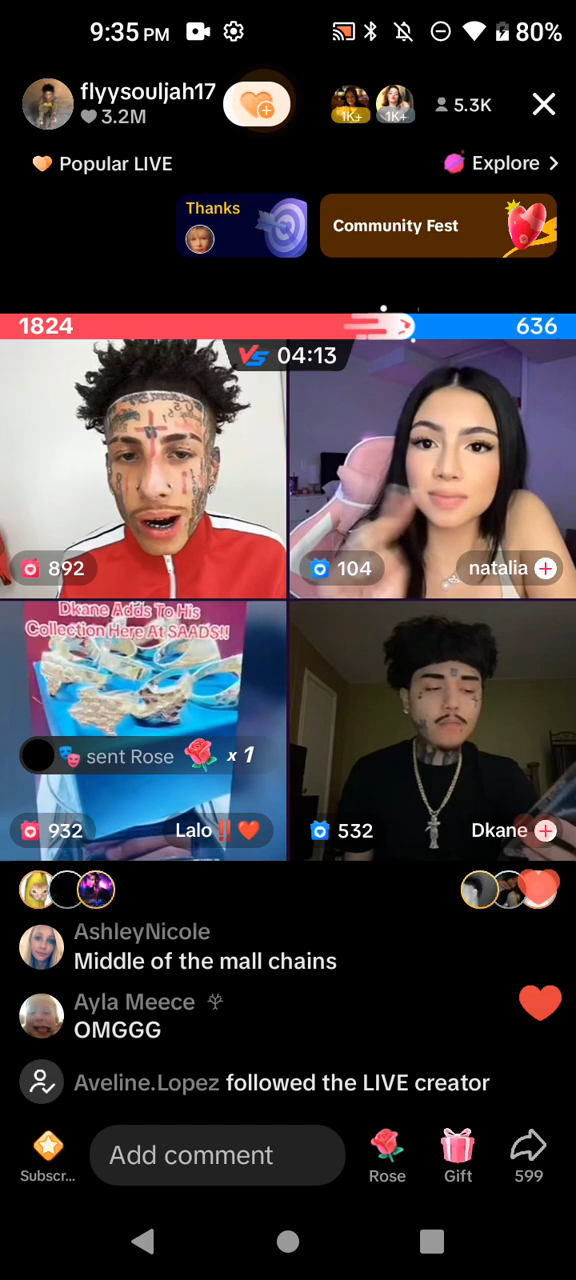 9:35 PM
80%
flyysouljah17
3.2M
1K+
1K+
5.3K
Popular LIVE
Explore >
Thanks
Community Fest
1824
636
VS 04:13
892
104
natalia
Dkane Adds To His
Collection Here At SAADS!!
sent Rose x 1
932
Lalo‼️❤️
532
Dkane
AshleyNicole
Middle of the mall chains
Ayla Meece
OMGGG
Aveline.Lopez followed the LIVE creator
Subscr...
Add comment
Rose
Gift
599